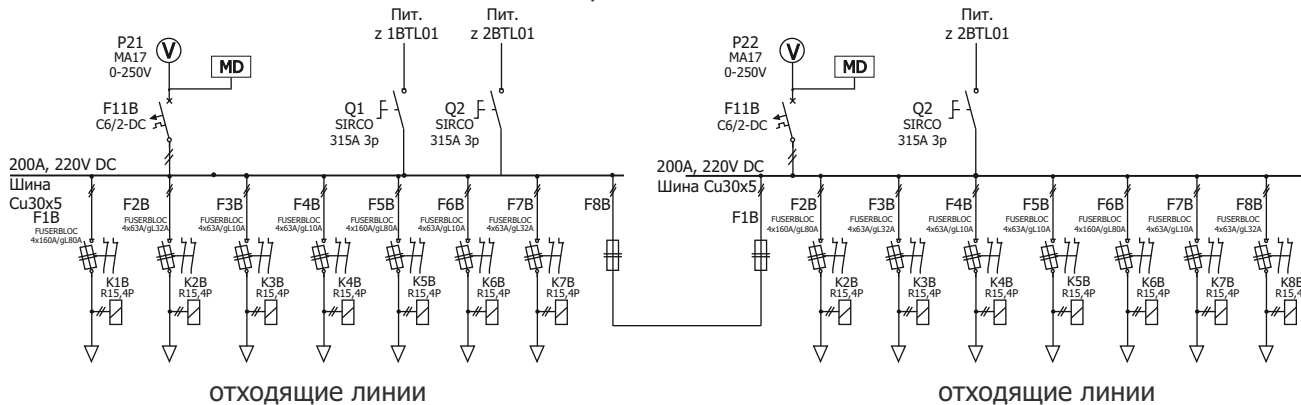 Пит.
z 1BTL01
Пит.
z 2BTL01
P21
MA17
0-250V
V
MD
F11B
C6/2-DC
Q1
SIRCO
315A 3p
Q2
SIRCO
315A 3p
200A, 220V DC
Шина
Cu30x5
F1B
FUSERBLOC
4x160A/gL80A
F2B
FUSERBLOC
4x63A/gL32A
F3B
FUSERBLOC
4x63A/gL10A
F4B
FUSERBLOC
4x63A/gL10A
F5B
FUSERBLOC
4x160A/gL80A
F6B
FUSERBLOC
4x63A/gL10A
F7B
FUSERBLOC
4x63A/gL32A
F8B
K1B
R15,4P
K2B
R15,4P
K3B
R15,4P
K4B
R15,4P
K5B
R15,4P
K6B
R15,4P
K7B
R15,4P
отходящие линии
Пит.
z 2BTL01
P22
MA17
0-250V
V
MD
F11B
C6/2-DC
Q2
SIRCO
315A 3p
200A, 220V DC
Шина Cu30x5
F1B
F2B
FUSERBLOC
4x160A/gL80A
F3B
FUSERBLOC
4x63A/gL32A
F4B
FUSERBLOC
4x63A/gL10A
F5B
FUSERBLOC
4x63A/gL10A
F6B
FUSERBLOC
4x160A/gL80A
F7B
FUSERBLOC
4x63A/gL10A
F8B
FUSERBLOC
4x63A/gL32A
K2B
R15,4P
K3B
R15,4P
K4B
R15,4P
K5B
R15,4P
K6B
R15,4P
K7B
R15,4P
K8B
R15,4
отходящие линии